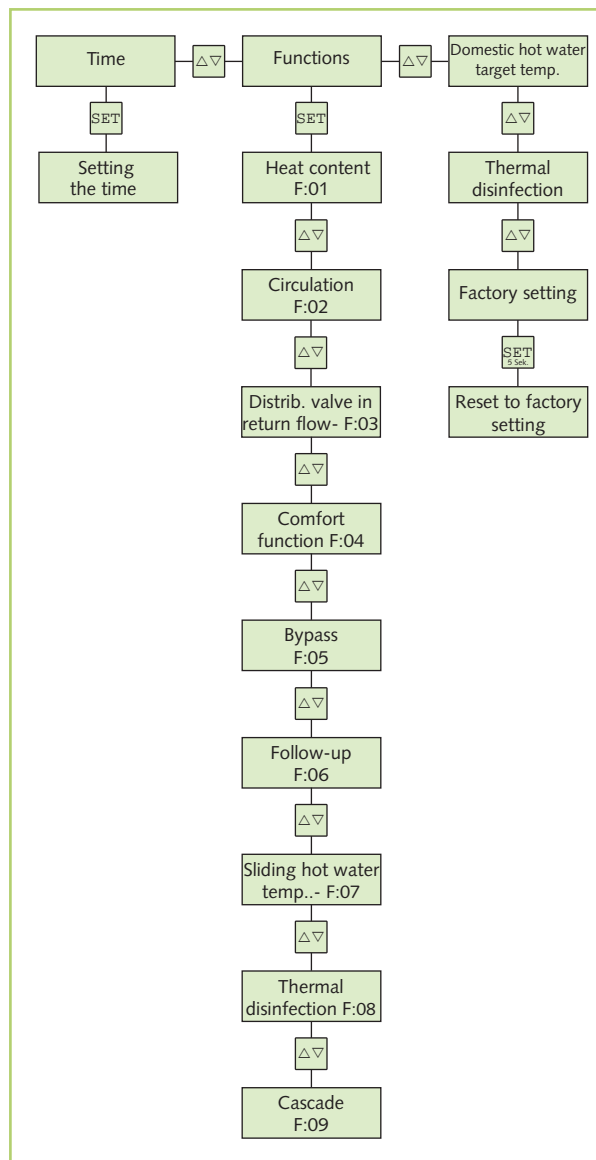 Time
△▽
Functions
△▽
Domestic hot water
target temp.
SET
SET
△▽
Setting
the time
Heat content
F:01
Thermal
disinfection
△▽
△▽
Circulation
F:02
Factory setting
△▽
SET
5 Sek.
Distrib. valve in
return flow- F:03
Reset to factory
setting
△▽
Comfort
function F:04
△▽
Bypass
F:05
△▽
Follow-up
F:06
△▽
Sliding hot water
temp..- F:07
△▽
Thermal
disinfection F:08
△▽
Cascade
F:09